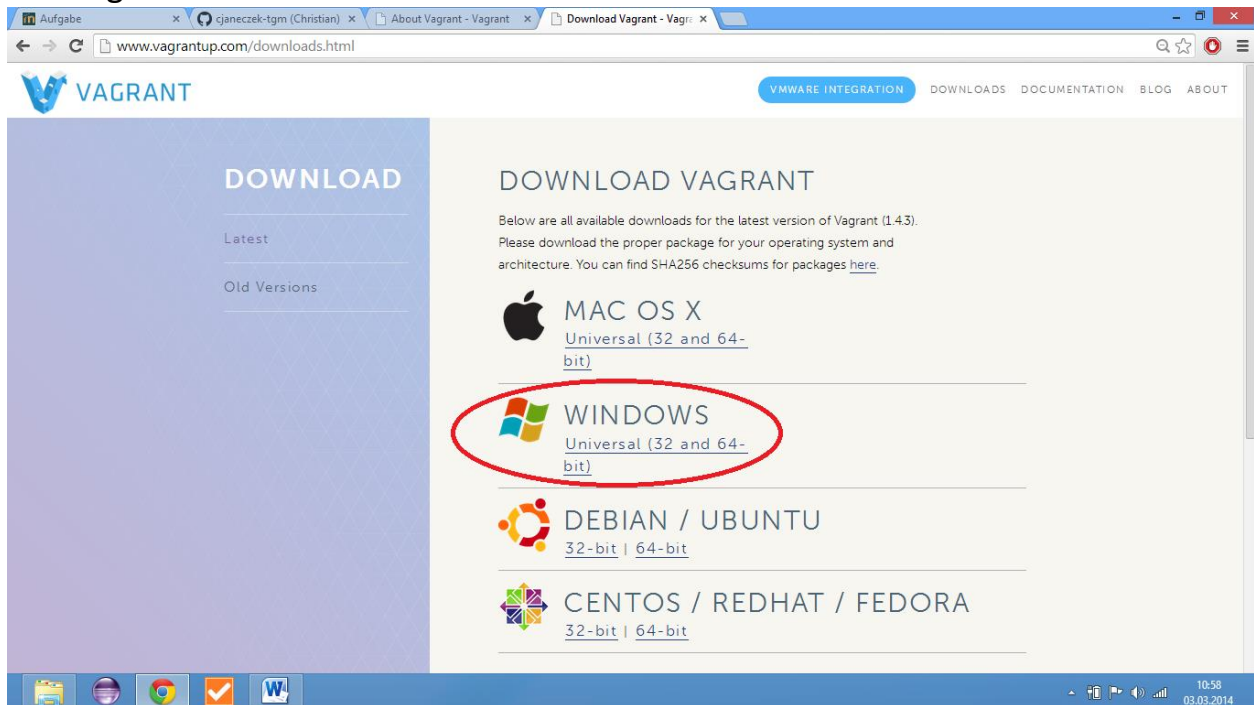 Aufgabe
cjaneczek-tgm (Christian)
About Vagrant - Vagrant
Download Vagrant - Vagr
www.vagrantup.com/downloads.html
VAGRANT
VMWARE INTEGRATION DOWNLOADS DOCUMENTATION BLOG ABOUT
DOWNLOAD
Latest
Old Versions
DOWNLOAD VAGRANT
Below are all available downloads for the latest version of Vagrant (1.4.3).
Please download the proper package for your operating system and
architecture. You can find SHA256 checksums for packages here.
MAC OS X
Universal (32 and 64-
bit)
WINDOWS
Universal (32 and 64-
bit)
DEBIAN / UBUNTU
32-bit | 64-bit
CENTOS / REDHAT / FEDORA
32-bit | 64-bit
10:58
03.03.2014